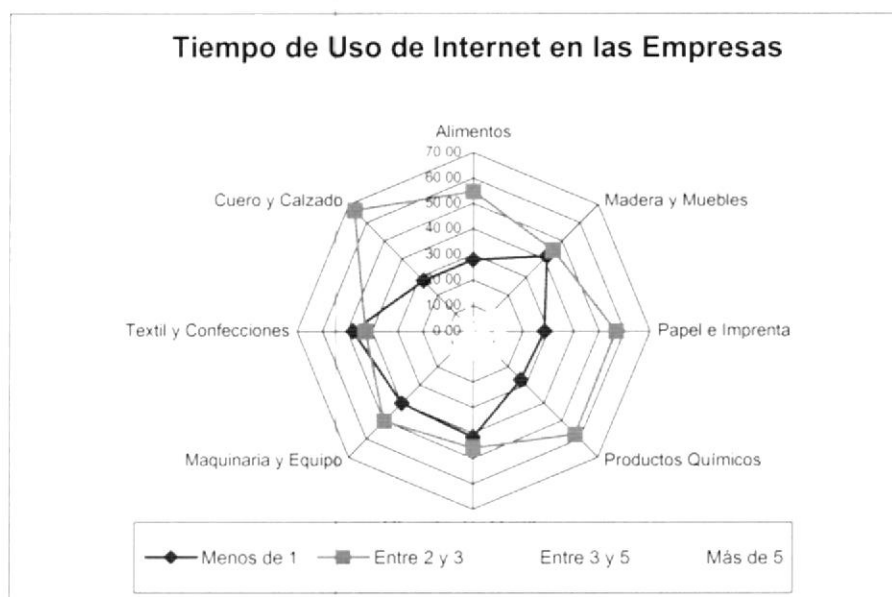 Tiempo de Uso de Internet en las Empresas
Alimentos
70 00
60 00
50 00
40 00
30 00
20 00
10 00
0 00
Cuero y Calzado
Madera y Muebles
Textil y Confecciones
Papel e Imprenta
Maquinaria y Equipo
Productos Químicos
Menos de 1 Entre 2 y 3 Entre 3 y 5 Más de 5